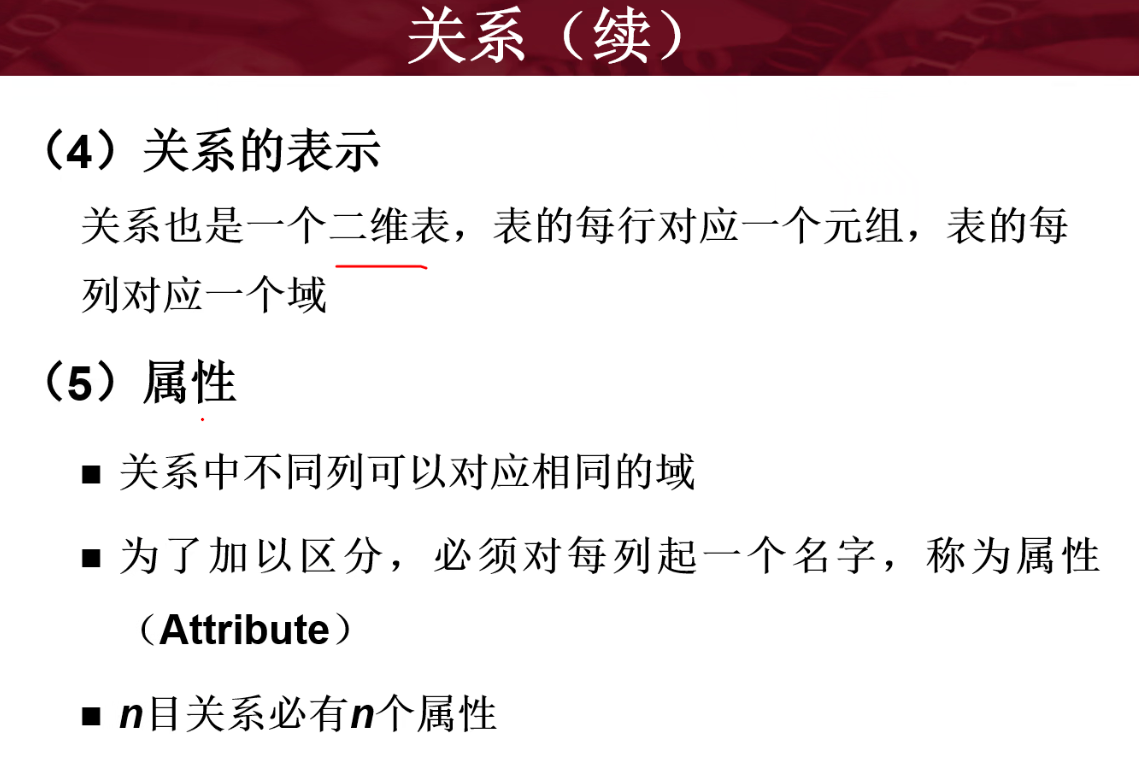 关系（续）
（4）关系的表示
关系也是一个二维表，表的每行对应一个元组，表的每
列对应一个域
（5）属性
■ 关系中不同列可以对应相同的域
■ 为了加以区分，必须对每列起一个名字，称为属性
（Attribute）
■ n目关系必有n个属性